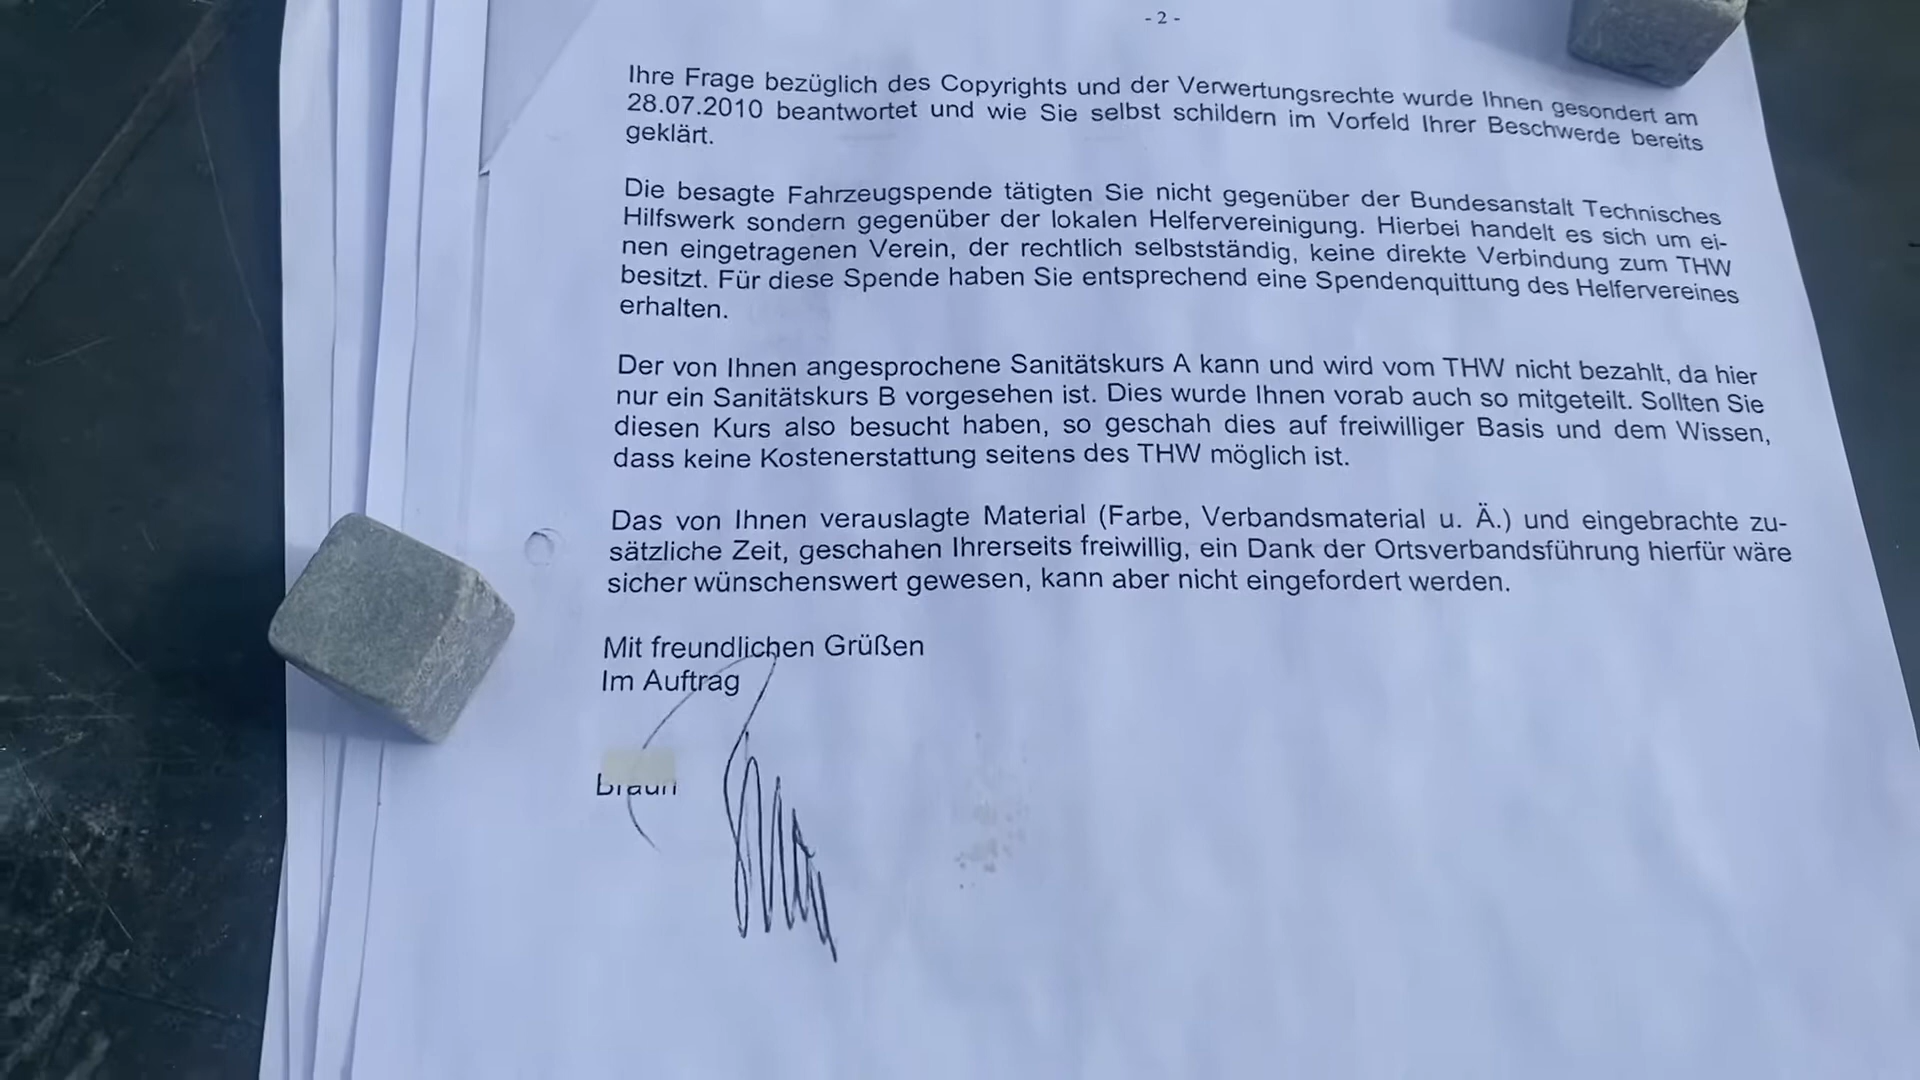 - 2 -
Ihre Frage bezüglich des Copyrights und der Verwertungsrechte wurde Ihnen gesondert am
28.07.2010 beantwortet und wie Sie selbst schildern im Vorfeld Ihrer Beschwerde bereits
geklärt.
Die besagte Fahrzeugspende tätigten Sie nicht gegenüber der Bundesanstalt Technisches
Hilfswerk sondern gegenüber der lokalen Helfervereinigung. Hierbei handelt es sich um ei-
nen eingetragenen Verein, der rechtlich selbstständig, keine direkte Verbindung zum THW
besitzt. Für diese Spende haben Sie entsprechend eine Spendenquittung des Helfervereines
erhalten.
Der von Ihnen angesprochene Sanitätskurs A kann und wird vom THW nicht bezahlt, da hier
nur ein Sanitätskurs B vorgesehen ist. Dies wurde Ihnen vorab auch so mitgeteilt. Sollten Sie
diesen Kurs also besucht haben, so geschah dies auf freiwilliger Basis und dem Wissen,
dass keine Kostenerstattung seitens des THW möglich ist.
Das von Ihnen verauslagte Material (Farbe, Verbandsmaterial u. Ä.) und eingebrachte zu-
sätzliche Zeit, geschahen Ihrerseits freiwillig, ein Dank der Ortsverbandsführung hierfür wäre
sicher wünschenswert gewesen, kann aber nicht eingefordert werden.
Mit freundlichen Grüßen
Im Auftrag